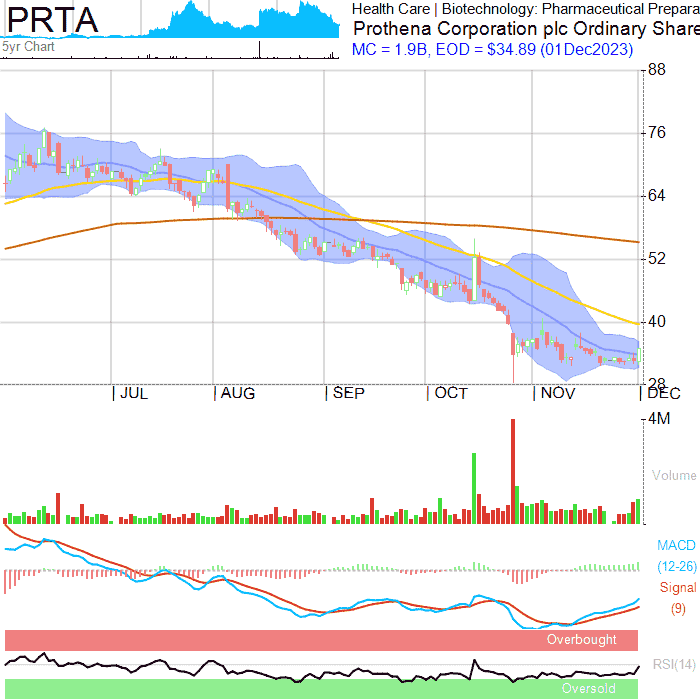 PRTA
5yr Chart
Health Care | Biotechnology: Pharmaceutical Prepara
Prothena Corporation plc Ordinary Share
MC = 1.9B, EOD = $34.89 (01Dec2023)
88
76
64
52
40
28
JUL
AUG
SEP
OCT
NOV
DEC
4M
Volume
MACD
(12-26)
Signal
(9)
Overbought
RSI(14)
Oversold